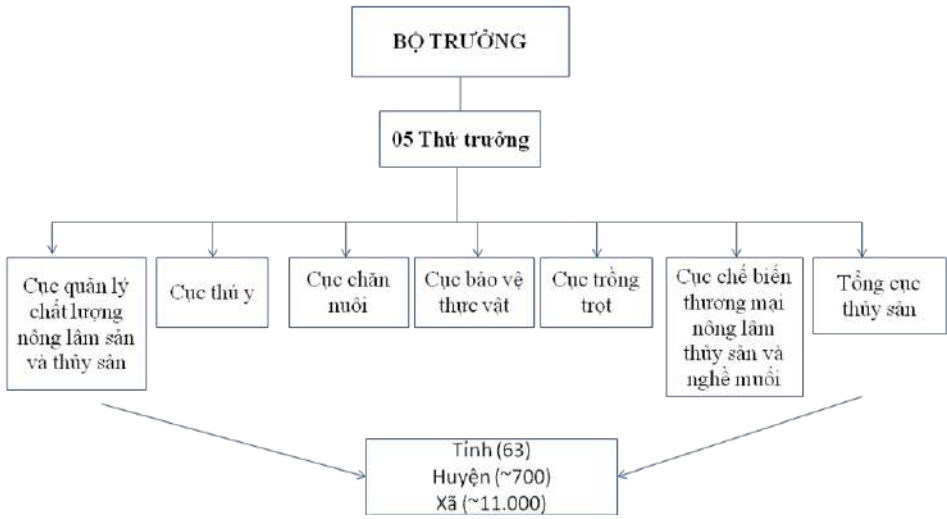 BỘ TRƯỞNG
05 Thứ trưởng
Cục quản lý
chất lượng
nông lâm sản
và thủy sản
Cục thú y
Cục chăn
nuôi
Cục bảo vệ
thực vật
Cục trồng
trọt
Cục chế biến
thương mại
nông lâm
thủy sản và
nghề muối
Tổng cục
thủy sản
Tỉnh (63)
Huyện (~700)
Xã (~11.000)